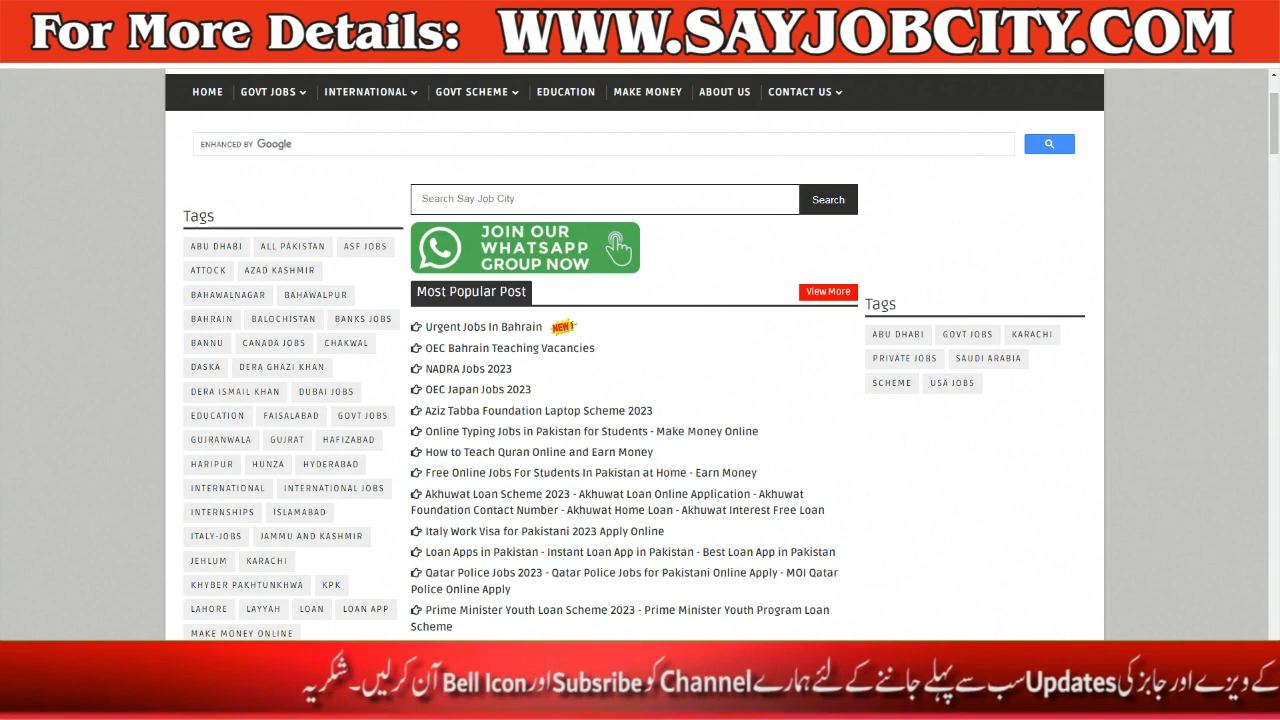 For More Details: WWW.SAYJOBCITY.COM
HOME GOVT JOBS INTERNATIONAL GOVT SCHEME EDUCATION MAKE MONEY ABOUT US CONTACT US
ENHANCED BY Google
Search Say Job City Search
JOIN OUR
WHATSAPP
GROUP NOW
Tags
ABU DHABI ALL PAKISTAN ASF JOBS
ATTOCK AZAD KASHMIR
BAHAWALNAGAR BAHAWALPUR
BAHRAIN BALOCHISTAN BANKS JOBS
BANNU CANADA JOBS CHAKWAL
DASKA DERA GHAZI KHAN
DERA ISMAIL KHAN DUBAI JOBS
EDUCATION FAISALABAD GOVT JOBS
GUJRANWALA GUJRAT HAFIZABAD
HARIPUR HUNZA HYDERABAD
INTERNATIONAL INTERNATIONAL JOBS
INTERNSHIPS ISLAMABAD
ITALY-JOBS JAMMU AND KASHMIR
JEHLUM KARACHI
KHYBER PAKHTUNKHWA KPK
LAHORE LAYYAH LOAN LOAN APP
MAKE MONEY ONLINE
Most Popular Post View More
Urgent Jobs In Bahrain NEW!
OEC Bahrain Teaching Vacancies
NADRA Jobs 2023
OEC Japan Jobs 2023
Aziz Tabba Foundation Laptop Scheme 2023
Online Typing Jobs in Pakistan for Students - Make Money Online
How to Teach Quran Online and Earn Money
Free Online Jobs For Students In Pakistan at Home - Earn Money
Akhuwat Loan Scheme 2023 - Akhuwat Loan Online Application - Akhuwat
Foundation Contact Number - Akhuwat Home Loan - Akhuwat Interest Free Loan
Italy Work Visa for Pakistani 2023 Apply Online
Loan Apps in Pakistan - Instant Loan App in Pakistan - Best Loan App in Pakistan
Qatar Police Jobs 2023 - Qatar Police Jobs for Pakistani Online Apply - MOI Qatar
Police Online Apply
Prime Minister Youth Loan Scheme 2023 - Prime Minister Youth Program Loan
Scheme
Tags
ABU DHABI GOVT JOBS KARACHI
PRIVATE JOBS SAUDI ARABIA
SCHEME USA JOBS
کے ویزے اور جابز کی Updates سب سے پہلے جاننے کے لئے ہمارے Channel کو Subsribe اور Bell Icon آن کرلیں۔ شکریہ